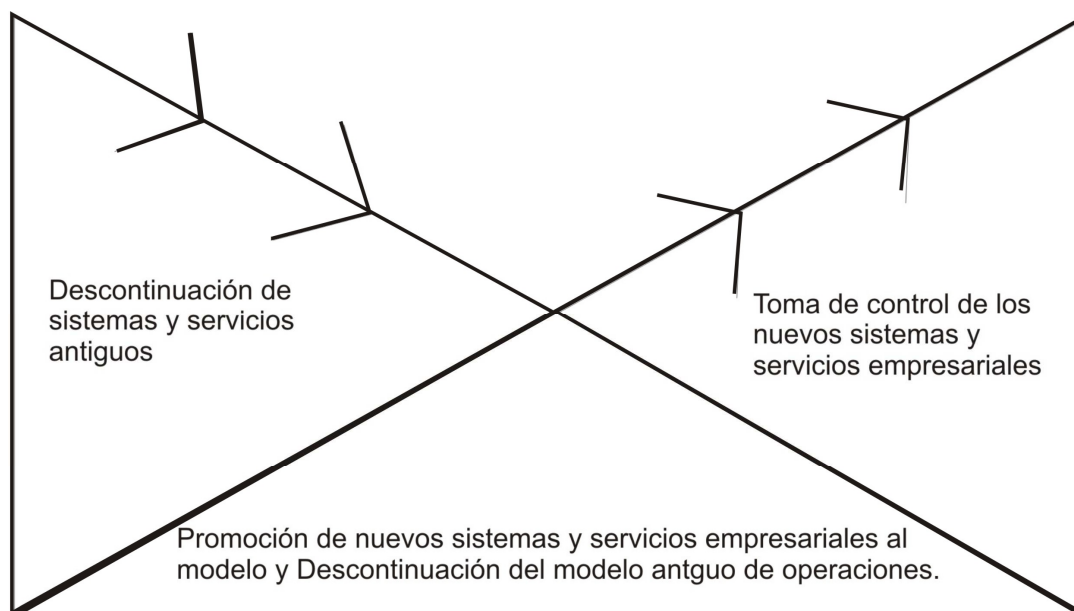 Descontinuación de
sistemas y servicios
antiguos
Toma de control de los
nuevos sistemas y
servicios empresariales
Promoción de nuevos sistemas y servicios empresariales al
modelo y Descontinuación del modelo antguo de operaciones.